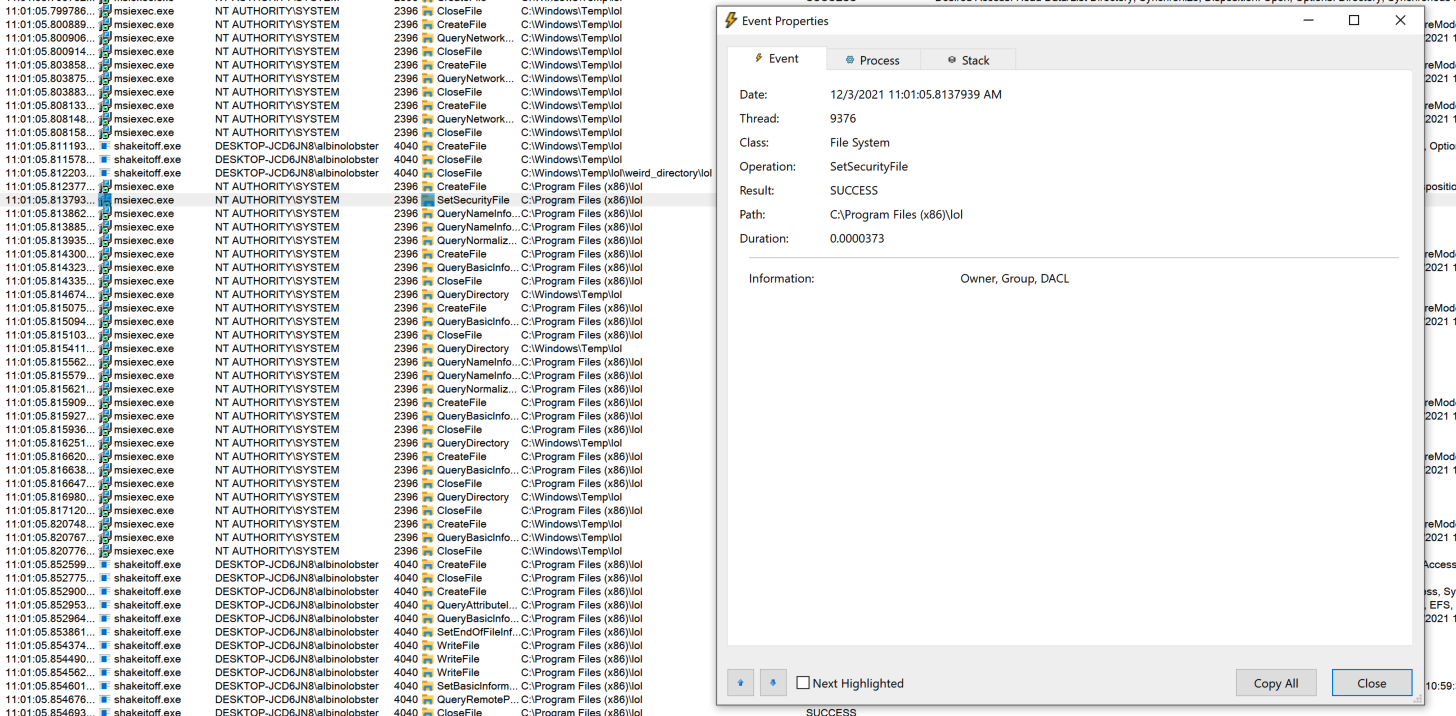 11:01:05.799786... msiexec.exe NT AUTHORITY\SYSTEM 2396 CloseFile C:\Windows\Temp\lol
11:01:05.800889... msiexec.exe NT AUTHORITY\SYSTEM 2396 CreateFile C:\Windows\Temp\lol
11:01:05.800906... msiexec.exe NT AUTHORITY\SYSTEM 2396 QueryNetwork... C:\Windows\Temp\lol
11:01:05.800914... msiexec.exe NT AUTHORITY\SYSTEM 2396 CloseFile C:\Windows\Temp\lol
11:01:05.803858... msiexec.exe NT AUTHORITY\SYSTEM 2396 CreateFile C:\Windows\Temp\lol
11:01:05.803875... msiexec.exe NT AUTHORITY\SYSTEM 2396 QueryNetwork... C:\Windows\Temp\lol
11:01:05.803883... msiexec.exe NT AUTHORITY\SYSTEM 2396 CloseFile C:\Windows\Temp\lol
11:01:05.808133... msiexec.exe NT AUTHORITY\SYSTEM 2396 CreateFile C:\Windows\Temp\lol
11:01:05.808148... msiexec.exe NT AUTHORITY\SYSTEM 2396 QueryNetwork... C:\Windows\Temp\lol
11:01:05.808158... msiexec.exe NT AUTHORITY\SYSTEM 2396 CloseFile C:\Windows\Temp\lol
11:01:05.811193... shakeitoff.exe DESKTOP-JCD6JN8\albinolobster 4040 CreateFile C:\Windows\Temp\lol
11:01:05.811578... shakeitoff.exe DESKTOP-JCD6JN8\albinolobster 4040 CloseFile C:\Windows\Temp\lol
11:01:05.812203... shakeitoff.exe DESKTOP-JCD6JN8\albinolobster 4040 CloseFile C:\Windows\Temp\lol\weird_directory\lol
11:01:05.812377... msiexec.exe NT AUTHORITY\SYSTEM 2396 CreateFile C:\Program Files (x86)\lol
11:01:05.813793... msiexec.exe NT AUTHORITY\SYSTEM 2396 SetSecurityFile C:\Program Files (x86)\lol
11:01:05.813862... msiexec.exe NT AUTHORITY\SYSTEM 2396 QueryNameInfo... C:\Program Files (x86)\lol
11:01:05.813885... msiexec.exe NT AUTHORITY\SYSTEM 2396 QueryNameInfo... C:\Program Files (x86)\lol
11:01:05.813935... msiexec.exe NT AUTHORITY\SYSTEM 2396 QueryNormaliz... C:\Program Files (x86)\lol
11:01:05.814300... msiexec.exe NT AUTHORITY\SYSTEM 2396 CreateFile C:\Program Files (x86)\lol
11:01:05.814323... msiexec.exe NT AUTHORITY\SYSTEM 2396 QueryBasicInfo... C:\Program Files (x86)\lol
11:01:05.814335... msiexec.exe NT AUTHORITY\SYSTEM 2396 CloseFile C:\Program Files (x86)\lol
11:01:05.814674... msiexec.exe NT AUTHORITY\SYSTEM 2396 QueryDirectory C:\Windows\Temp\lol
11:01:05.815075... msiexec.exe NT AUTHORITY\SYSTEM 2396 CreateFile C:\Program Files (x86)\lol
11:01:05.815094... msiexec.exe NT AUTHORITY\SYSTEM 2396 QueryBasicInfo... C:\Program Files (x86)\lol
11:01:05.815103... msiexec.exe NT AUTHORITY\SYSTEM 2396 CloseFile C:\Program Files (x86)\lol
11:01:05.815411... msiexec.exe NT AUTHORITY\SYSTEM 2396 QueryDirectory C:\Windows\Temp\lol
11:01:05.815562... msiexec.exe NT AUTHORITY\SYSTEM 2396 QueryNameInfo... C:\Program Files (x86)\lol
11:01:05.815579... msiexec.exe NT AUTHORITY\SYSTEM 2396 QueryNameInfo... C:\Program Files (x86)\lol
11:01:05.815621... msiexec.exe NT AUTHORITY\SYSTEM 2396 QueryNormaliz... C:\Program Files (x86)\lol
11:01:05.815909... msiexec.exe NT AUTHORITY\SYSTEM 2396 CreateFile C:\Program Files (x86)\lol
11:01:05.815927... msiexec.exe NT AUTHORITY\SYSTEM 2396 QueryBasicInfo... C:\Program Files (x86)\lol
11:01:05.815936... msiexec.exe NT AUTHORITY\SYSTEM 2396 CloseFile C:\Program Files (x86)\lol
11:01:05.816251... msiexec.exe NT AUTHORITY\SYSTEM 2396 QueryDirectory C:\Windows\Temp\lol
11:01:05.816620... msiexec.exe NT AUTHORITY\SYSTEM 2396 CreateFile C:\Program Files (x86)\lol
11:01:05.816638... msiexec.exe NT AUTHORITY\SYSTEM 2396 QueryBasicInfo... C:\Program Files (x86)\lol
11:01:05.816647... msiexec.exe NT AUTHORITY\SYSTEM 2396 CloseFile C:\Program Files (x86)\lol
11:01:05.816980... msiexec.exe NT AUTHORITY\SYSTEM 2396 QueryDirectory C:\Windows\Temp\lol
11:01:05.817120... msiexec.exe NT AUTHORITY\SYSTEM 2396 CloseFile C:\Program Files (x86)\lol
11:01:05.820748... msiexec.exe NT AUTHORITY\SYSTEM 2396 CreateFile C:\Windows\Temp\lol
11:01:05.820767... msiexec.exe NT AUTHORITY\SYSTEM 2396 QueryBasicInfo... C:\Windows\Temp\lol
11:01:05.820776... msiexec.exe NT AUTHORITY\SYSTEM 2396 CloseFile C:\Windows\Temp\lol
11:01:05.852599... shakeitoff.exe DESKTOP-JCD6JN8\albinolobster 4040 CreateFile C:\Program Files (x86)\lol
11:01:05.852775... shakeitoff.exe DESKTOP-JCD6JN8\albinolobster 4040 CloseFile C:\Program Files (x86)\lol
11:01:05.852900... shakeitoff.exe DESKTOP-JCD6JN8\albinolobster 4040 CreateFile C:\Program Files (x86)\lol
11:01:05.852953... shakeitoff.exe DESKTOP-JCD6JN8\albinolobster 4040 QueryAttributeI... C:\Program Files (x86)\lol
11:01:05.852964... shakeitoff.exe DESKTOP-JCD6JN8\albinolobster 4040 QueryBasicInfo... C:\Program Files (x86)\lol
11:01:05.853861... shakeitoff.exe DESKTOP-JCD6JN8\albinolobster 4040 SetEndOfFileInf... C:\Program Files (x86)\lol
11:01:05.854374... shakeitoff.exe DESKTOP-JCD6JN8\albinolobster 4040 WriteFile C:\Program Files (x86)\lol
11:01:05.854490... shakeitoff.exe DESKTOP-JCD6JN8\albinolobster 4040 WriteFile C:\Program Files (x86)\lol
11:01:05.854562... shakeitoff.exe DESKTOP-JCD6JN8\albinolobster 4040 WriteFile C:\Program Files (x86)\lol
11:01:05.854601... shakeitoff.exe DESKTOP-JCD6JN8\albinolobster 4040 SetBasicInform... C:\Program Files (x86)\lol
11:01:05.854676... shakeitoff.exe DESKTOP-JCD6JN8\albinolobster 4040 QueryRemoteP... C:\Program Files (x86)\lol
11:01:05.854693... shakeitoff.exe DESKTOP-JCD6JN8\albinolobster 4040 CloseFile C:\Program Files (x86)\lol SUCCESS
Event Properties
Event Process Stack
Date: 12/3/2021 11:01:05.8137939 AM
Thread: 9376
Class: File System
Operation: SetSecurityFile
Result: SUCCESS
Path: C:\Program Files (x86)\lol
Duration: 0.0000373
Information: Owner, Group, DACL
Next Highlighted Copy All Close